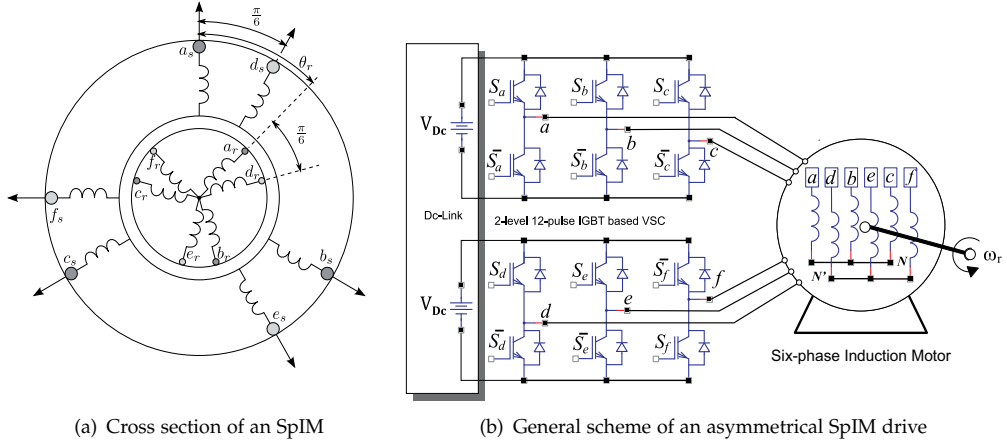 π/6
a_s
d_s
θ_r
π/6
a_r
d_r
f_r
c_r
e_r
b_r
f_s
c_s
b_s
e_s
(a) Cross section of an SpIM
V_Dc
S_a
S_b
S_c
a
b
c
S̄_a
S̄_b
S̄_c
Dc-Link
2-level 12-pulse IGBT based VSC
V_Dc
S_d
S_e
S̄_f
f
e
d
S̄_d
S̄_e
S_f
a d b e c f
N
N'
ω_r
Six-phase Induction Motor
(b) General scheme of an asymmetrical SpIM drive